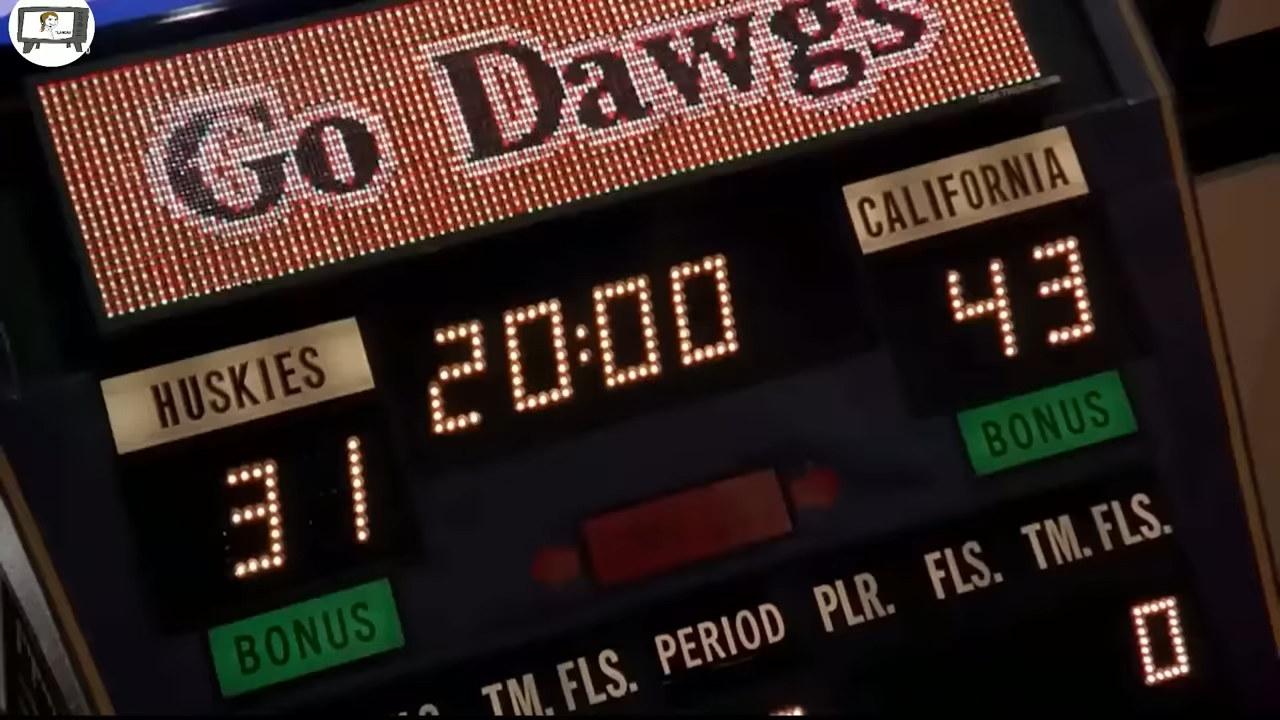 Go Dawgs
CALIFORNIA
HUSKIES
20:00
43
31
BONUS
BONUS
TM. FLS.
PERIOD
PLR.
FLS.
TM. FLS.
0